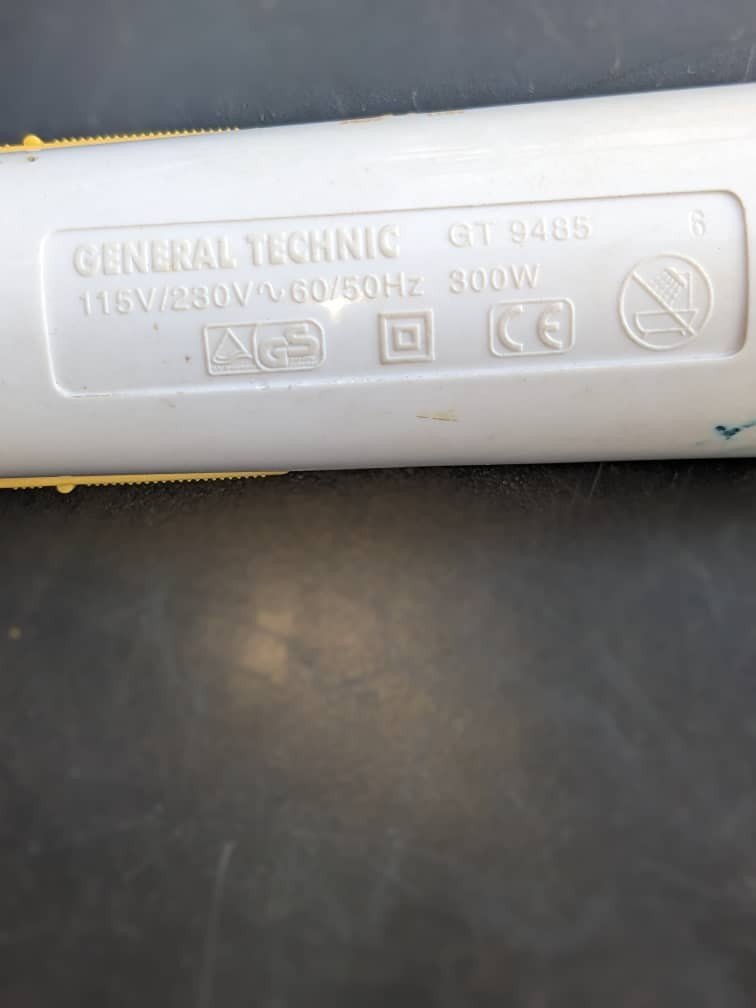 GENERAL TECHNIC GT 9485 6
115V/230V∿60/50Hz 300W
GS CE